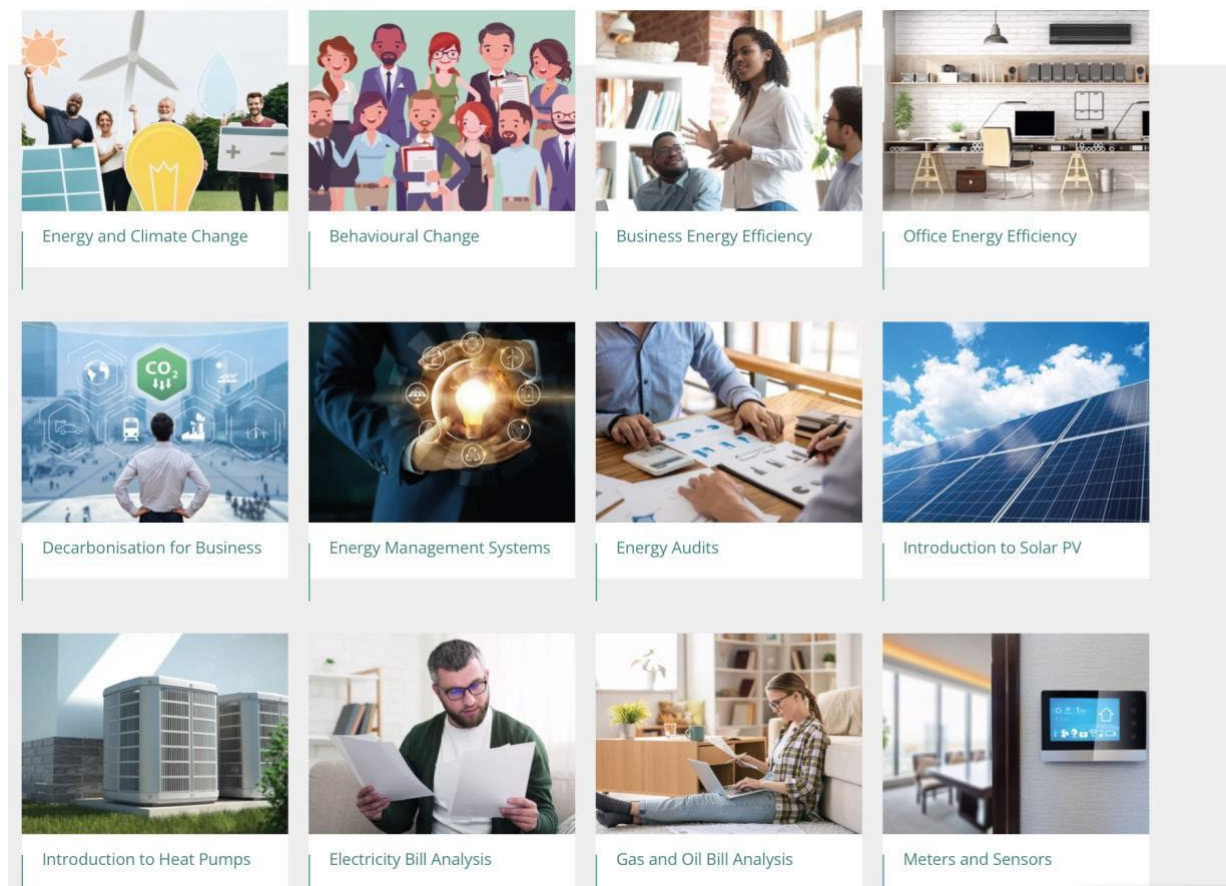 Energy and Climate Change
Behavioural Change
Business Energy Efficiency
Office Energy Efficiency
CO₂
Decarbonisation for Business
Energy Management Systems
Energy Audits
Introduction to Solar PV
Introduction to Heat Pumps
Electricity Bill Analysis
Gas and Oil Bill Analysis
Meters and Sensors